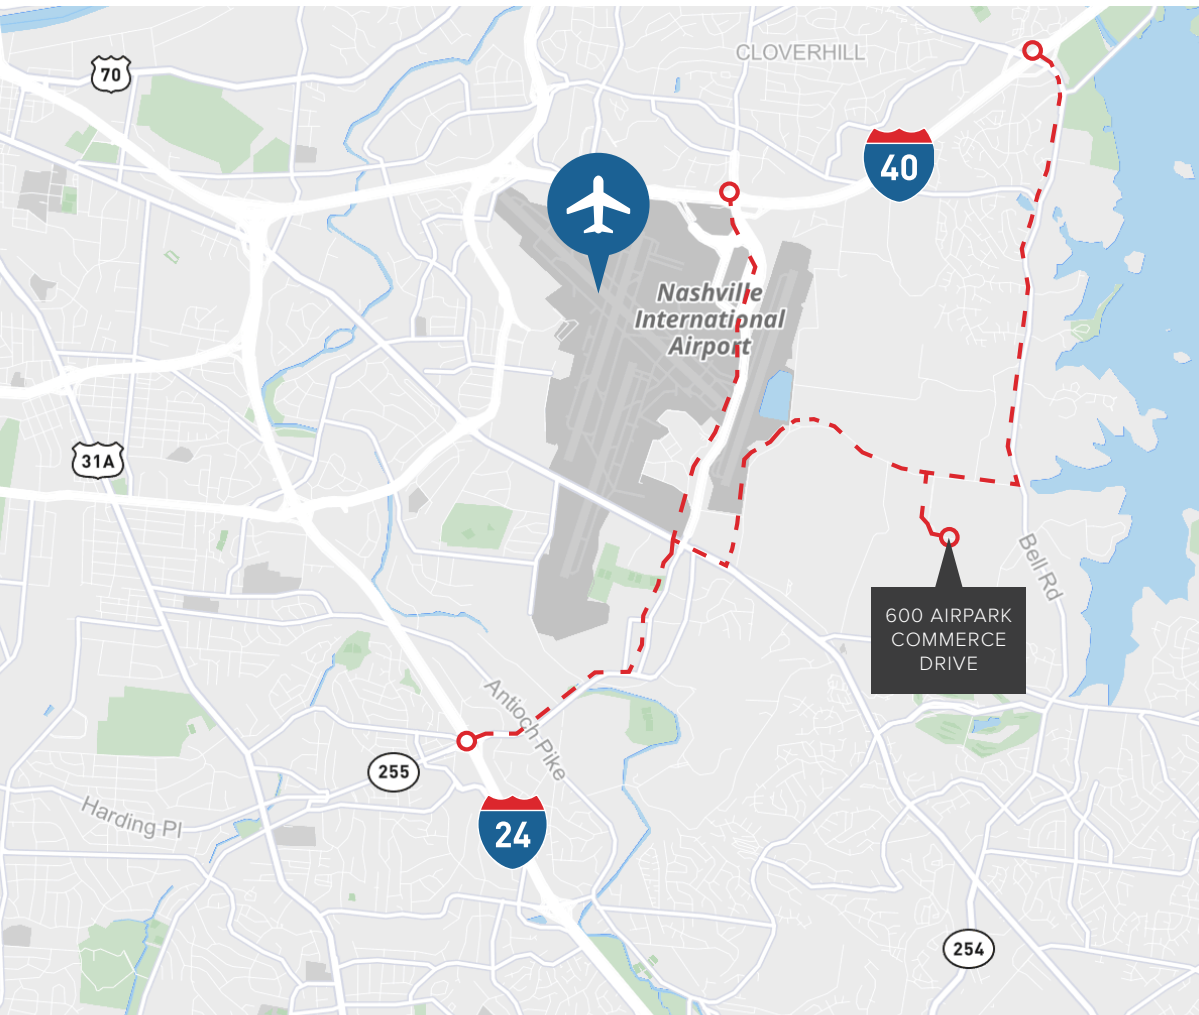 CLOVERHILL
70
40
Nashville
International
Airport
31A
Bell Rd
600 AIRPARK
COMMERCE
DRIVE
Antioch Pike
255
Harding Pl
24
254